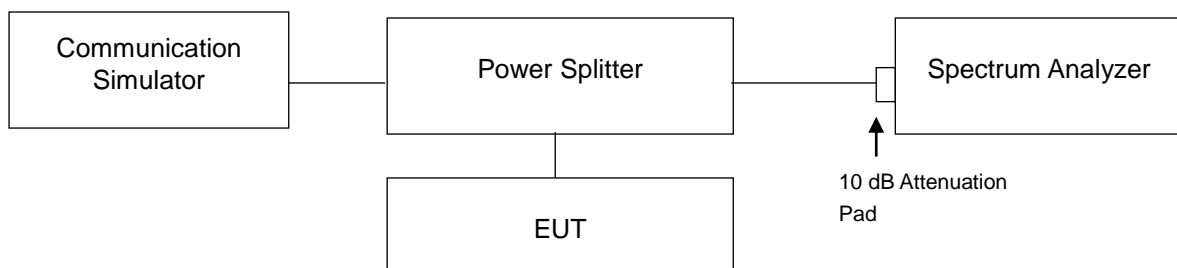 Communication
Simulator
Power Splitter
Spectrum Analyzer
10 dB Attenuation
Pad
EUT